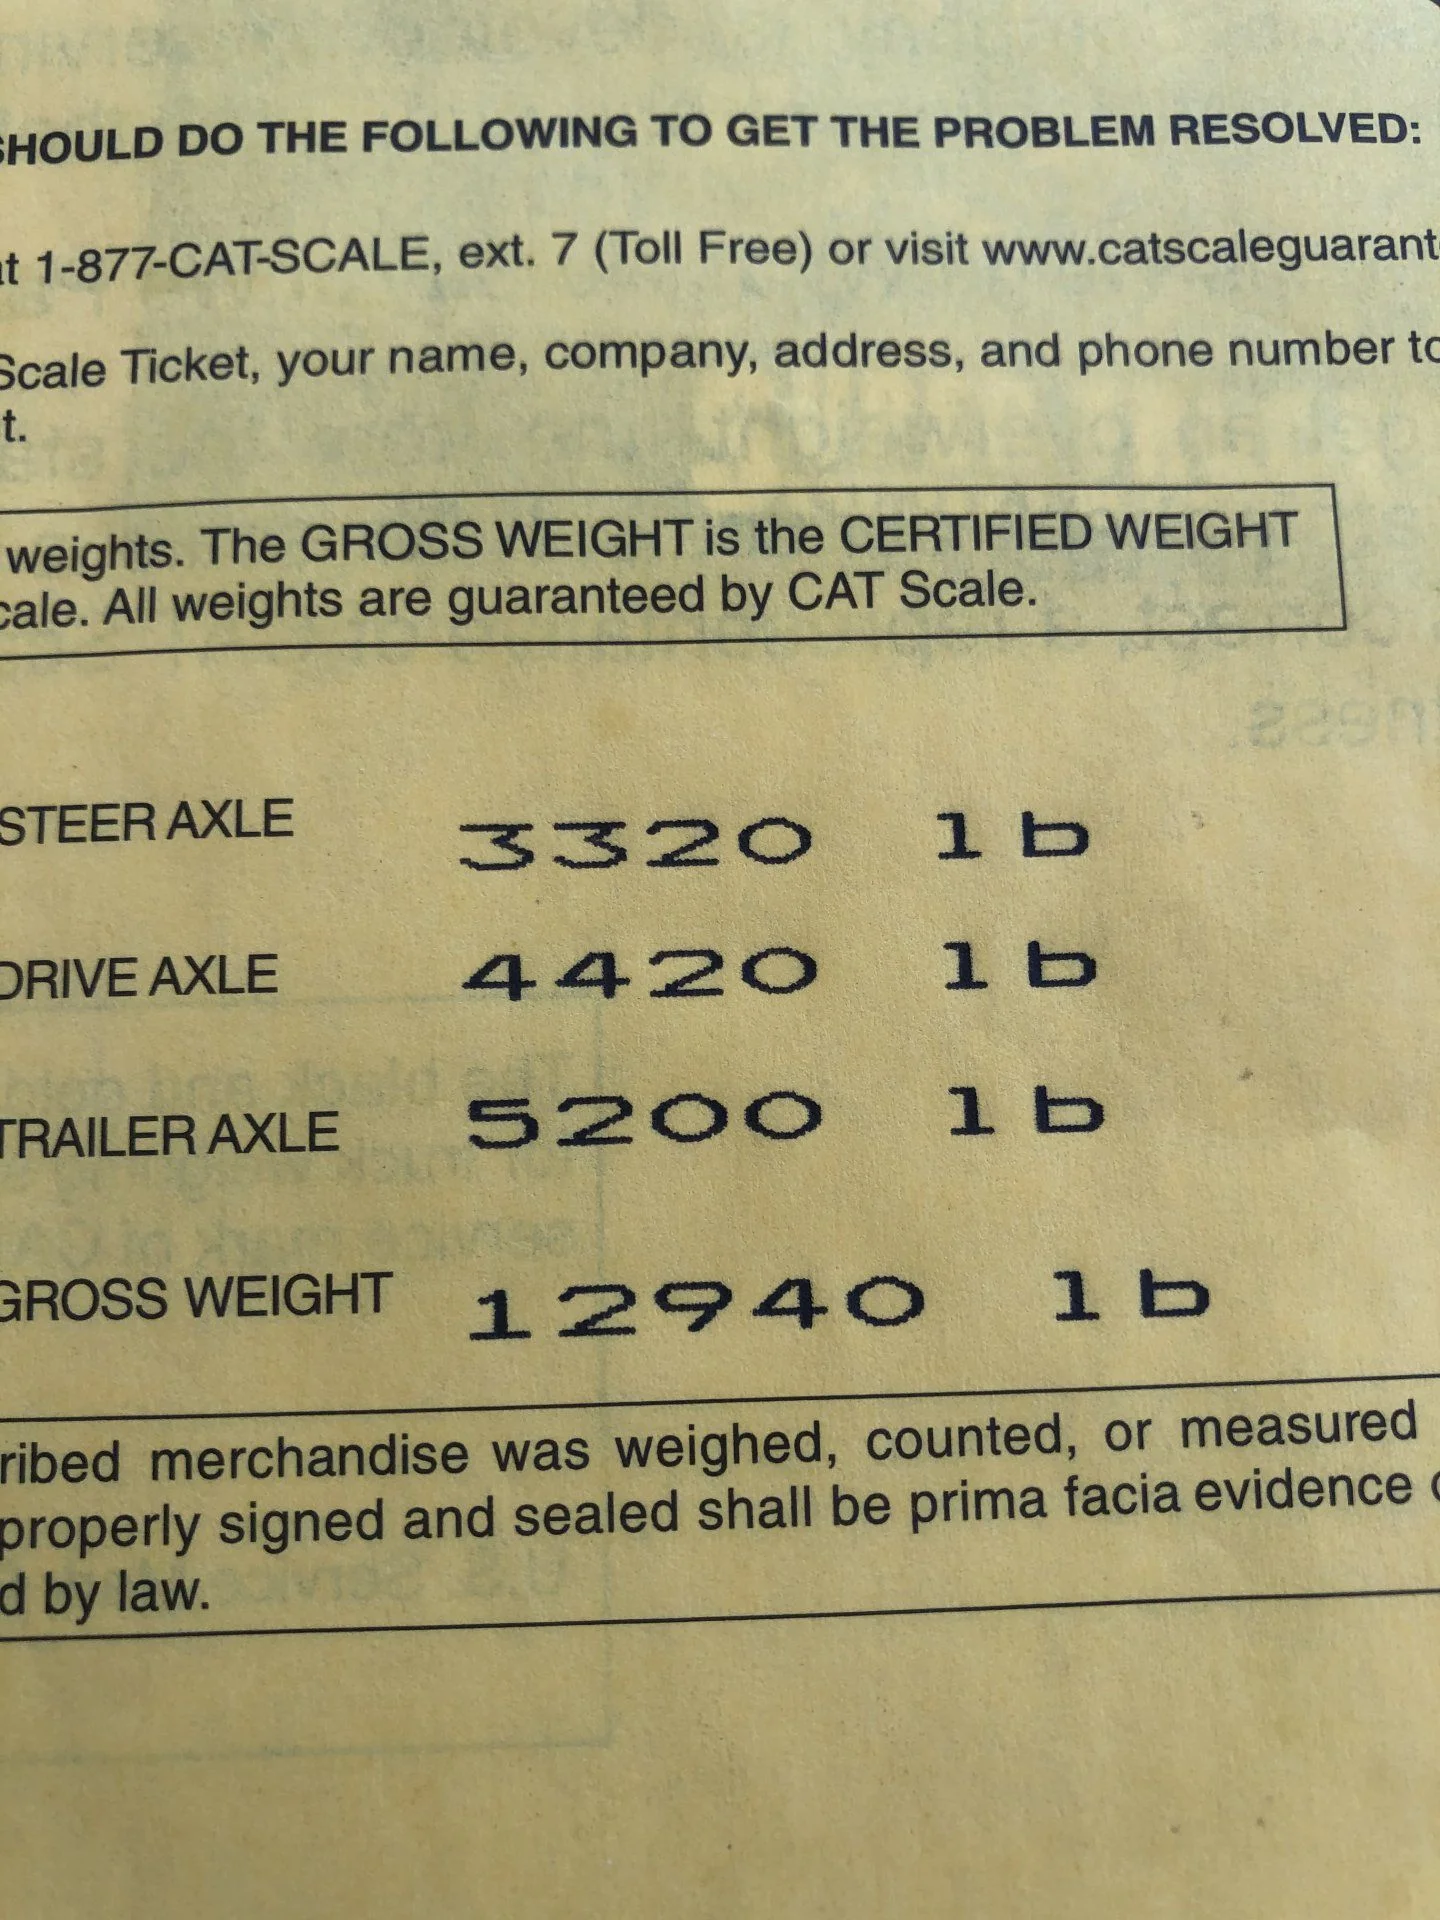 SHOULD DO THE FOLLOWING TO GET THE PROBLEM RESOLVED:
at 1-877-CAT-SCALE, ext. 7 (Toll Free) or visit www.catscaleguarant
Scale Ticket, your name, company, address, and phone number to
t.
weights. The GROSS WEIGHT is the CERTIFIED WEIGHT
cale. All weights are guaranteed by CAT Scale.
STEER AXLE 3320 lb
DRIVE AXLE 4420 lb
TRAILER AXLE 5200 lb
GROSS WEIGHT 12940 lb
ribed merchandise was weighed, counted, or measured
properly signed and sealed shall be prima facia evidence
d by law.